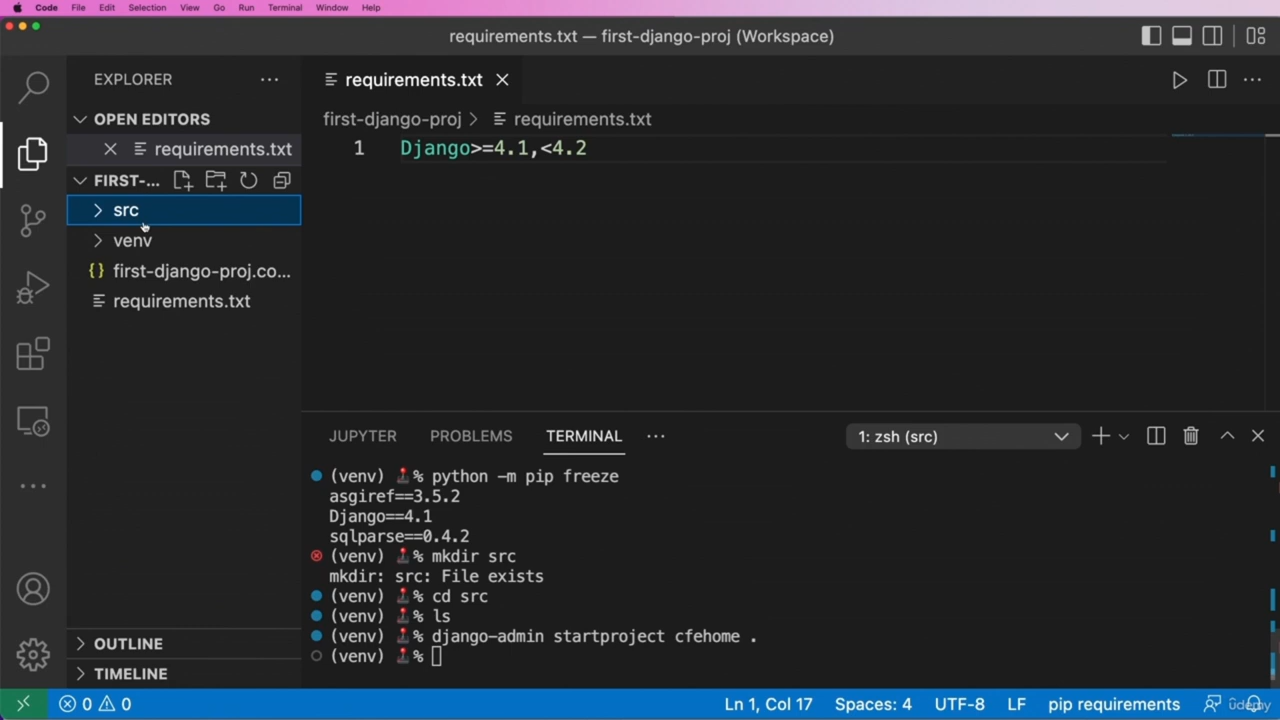 Code File Edit Selection View Go Run Terminal Window Help
requirements.txt — first-django-proj (Workspace)
EXPLORER
OPEN EDITORS
requirements.txt
FIRST-...
src
venv
{} first-django-proj.co...
requirements.txt
OUTLINE
TIMELINE
requirements.txt
first-django-proj > requirements.txt
1 Django>=4.1,<4.2
JUPYTER PROBLEMS TERMINAL
1: zsh (src)
(venv) % python -m pip freeze
asgiref==3.5.2
Django==4.1
sqlparse==0.4.2
(venv) % mkdir src
mkdir: src: File exists
(venv) % cd src
(venv) % ls
(venv) % django-admin startproject cfehome .
(venv) %
0 0 Ln 1, Col 17 Spaces: 4 UTF-8 LF pip requirements
ûdemy